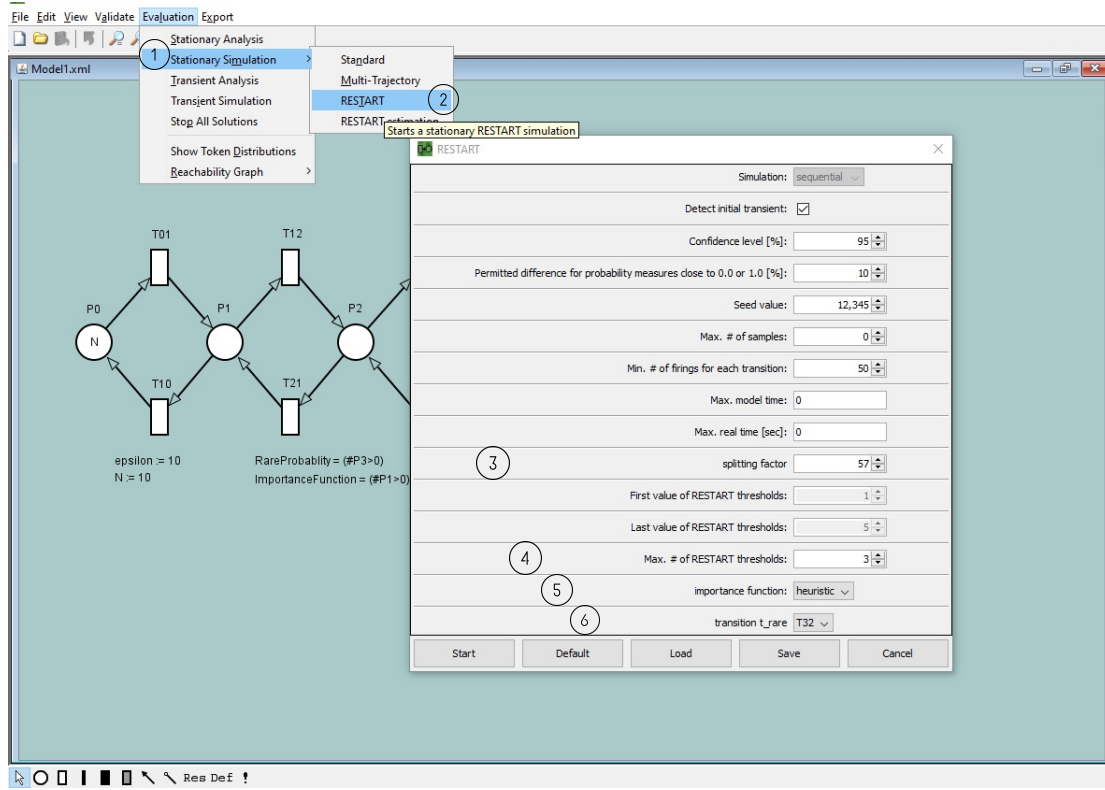 File Edit View Validate Evaluation Export
Stationary Analysis
1 Stationary Simulation >
Model1.xml
Standard
Transient Analysis
Multi-Trajectory
Transient Simulation
RESTART 2
Stop All Solutions
RESTART estimation
Starts a stationary RESTART simulation
Show Token Distributions
Reachability Graph >
RESTART
Simulation: sequential
Detect initial transient:
Confidence level [%]: 95
Permitted difference for probability measures close to 0.0 or 1.0 [%]: 10
Seed value: 12,345
Max. # of samples: 0
Min. # of firings for each transition: 50
Max. model time: 0
Max. real time [sec]: 0
3 splitting factor 57
First value of RESTART thresholds: 1
Last value of RESTART thresholds: 5
4 Max. # of RESTART thresholds: 3
5 importance function: heuristic
6 transition t_rare T32
Start Default Load Save Cancel
T01 T12
P0 P1 P2
N
T10 T21
epsilon := 10 RareProbablity = (#P3>0)
N := 10 ImportanceFunction = (#P1>0)
Res Def !